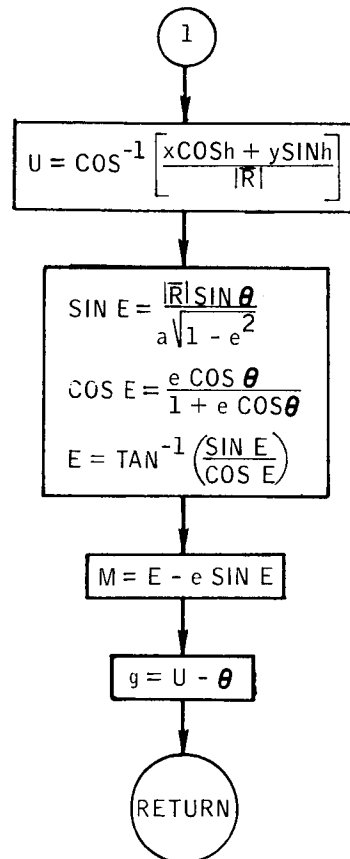 1
U = COS⁻¹ [(xCOSh + ySINh) / |R̅|]
SIN E = |R̅| SIN θ / a√(1 - e²)
COS E = e COS θ / (1 + e COSθ)
E = TAN⁻¹ (SIN E / COS E)
M = E - e SIN E
g = U - θ
RETURN